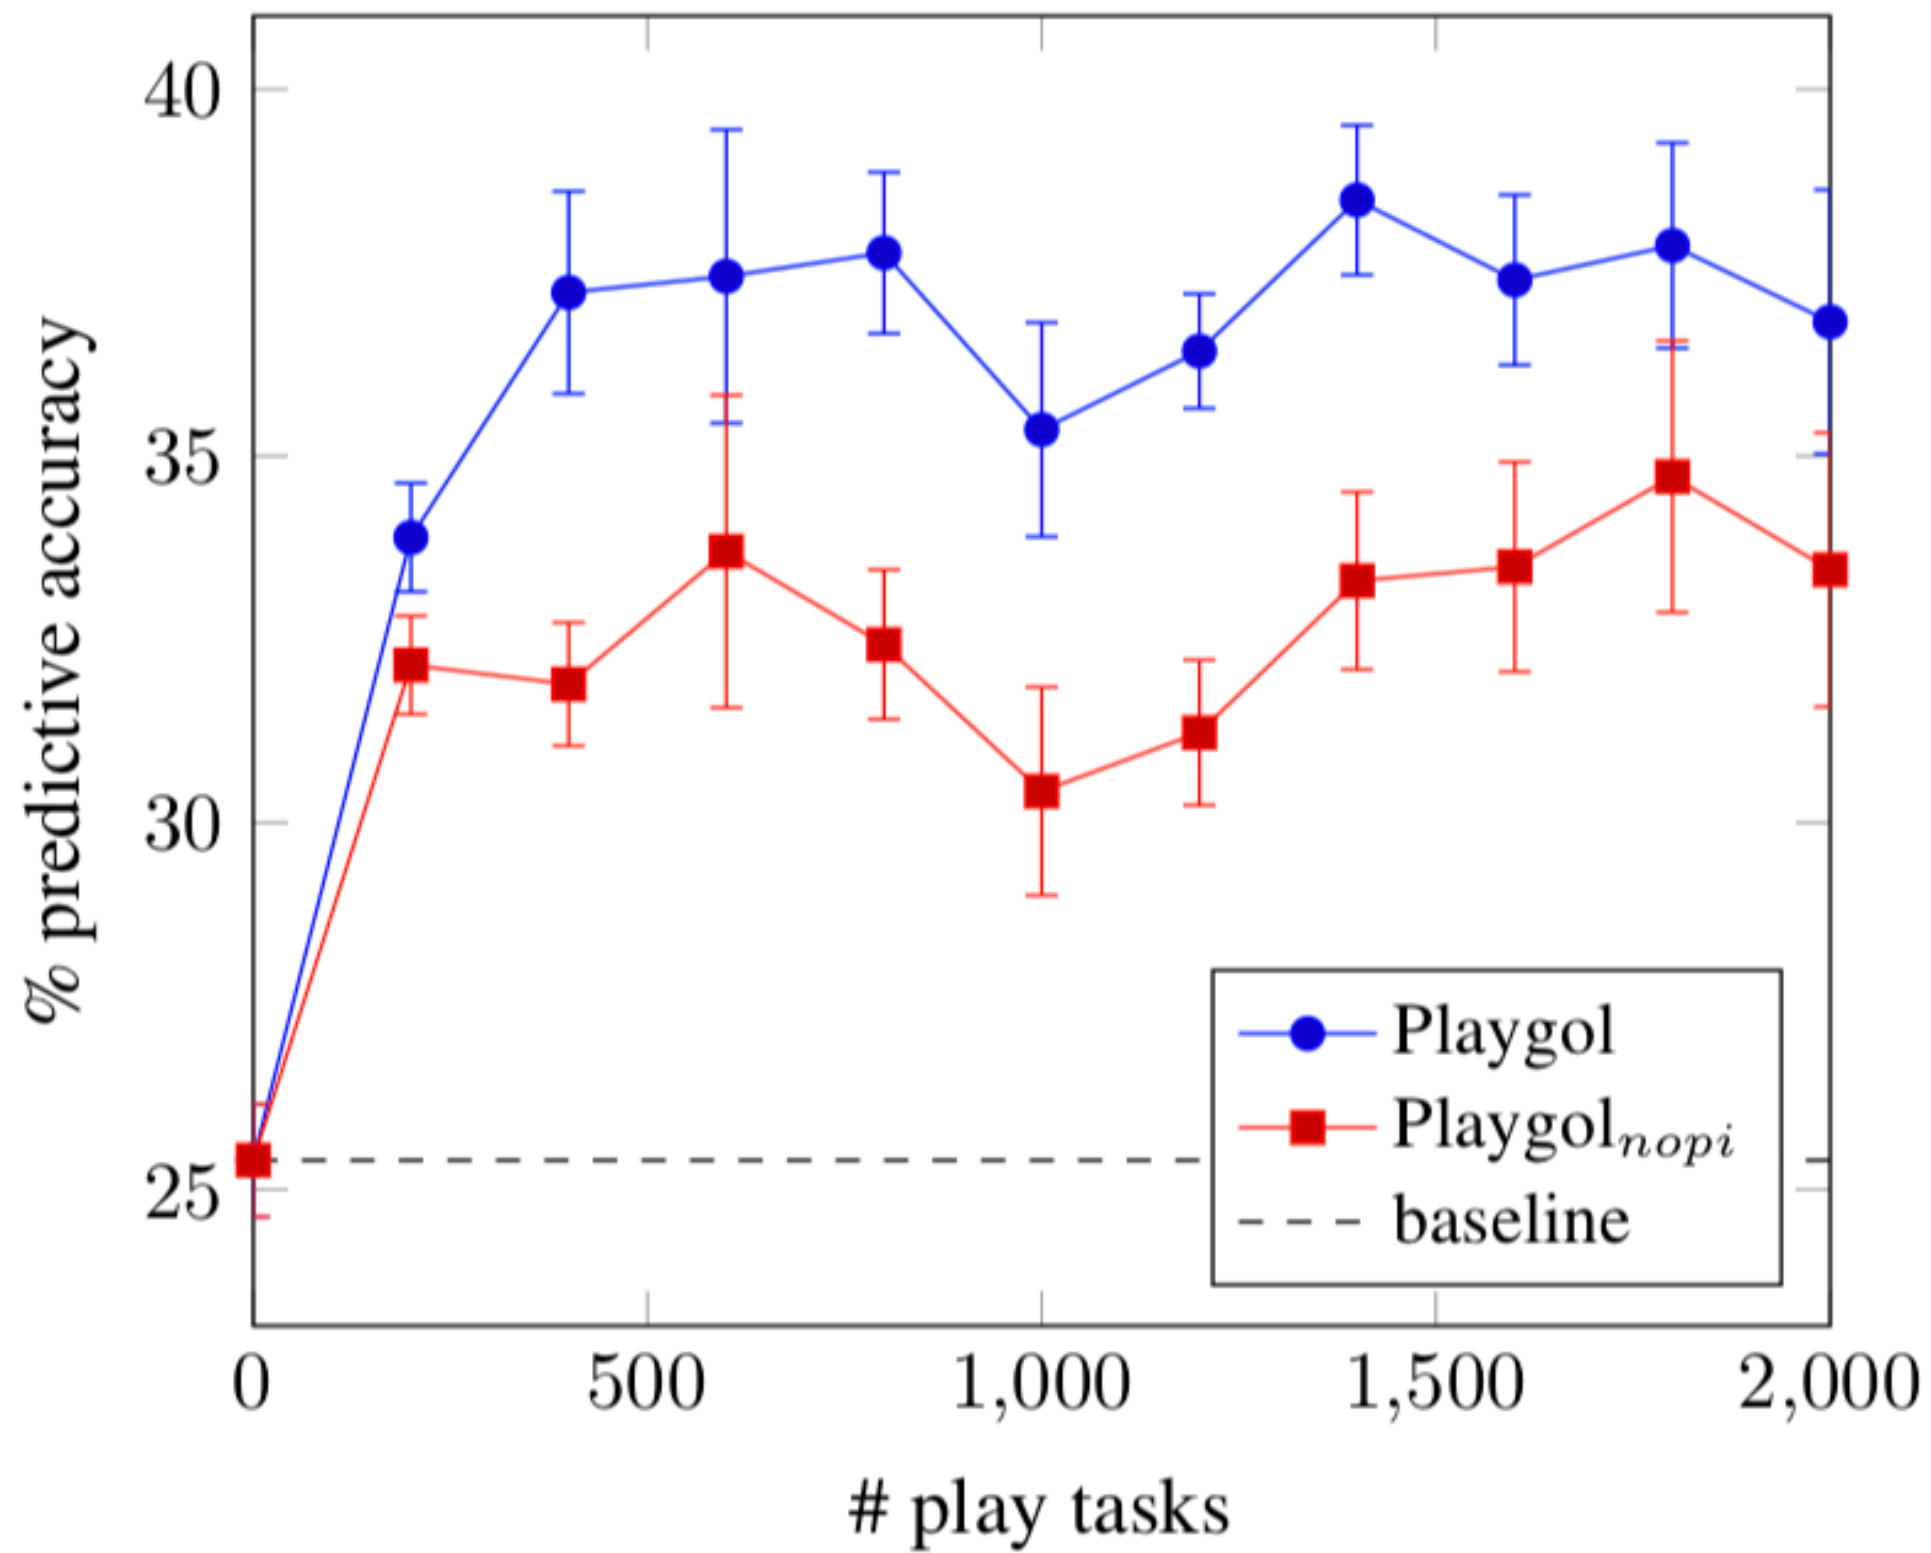 % predictive accuracy
40
35
30
25
0
500
1,000
1,500
2,000
# play tasks
Playgol
Playgol_nopi
baseline